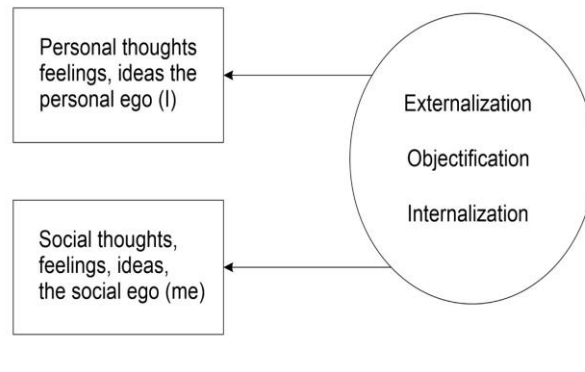 Personal thoughts
feelings, ideas the
personal ego (I)
Externalization
Objectification
Internalization
Social thoughts,
feelings, ideas,
the social ego (me)